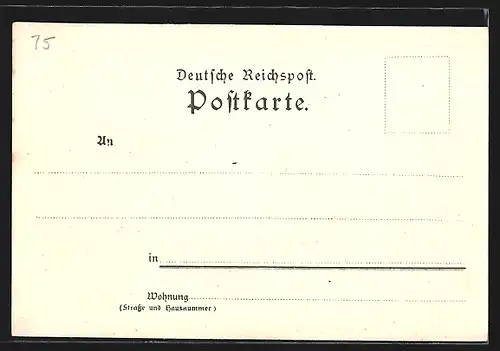 75
Deutſche Reichspost.
Poſtkarte.
An
in
Wohnung
(Straße und Hausnummer)